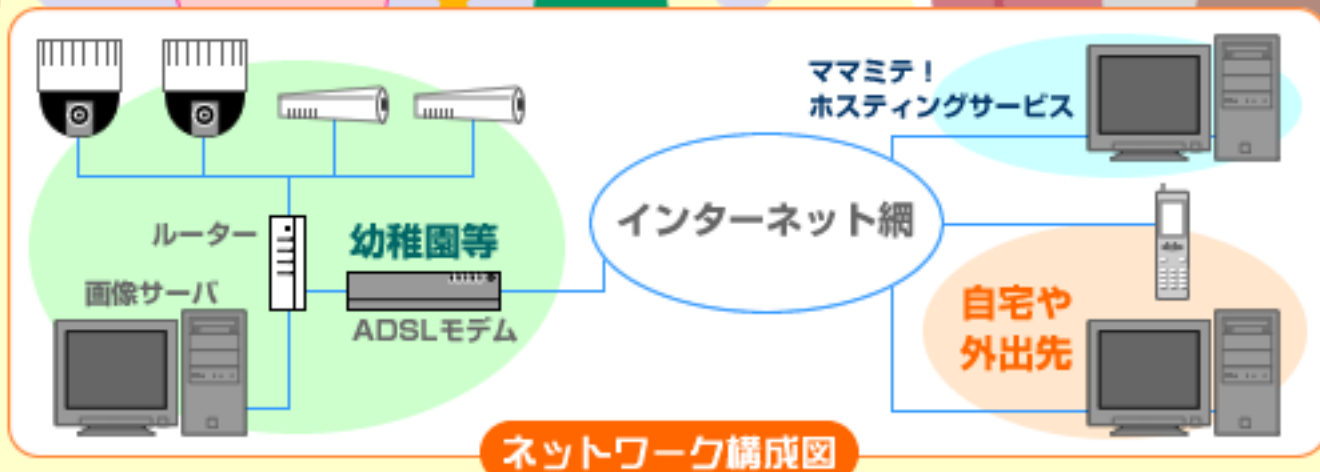 ママミテ！
ホスティングサービス
ルーター
幼稚園等
インターネット網
画像サーバ
ADSLモデム
自宅や
外出先
ネットワーク構成図